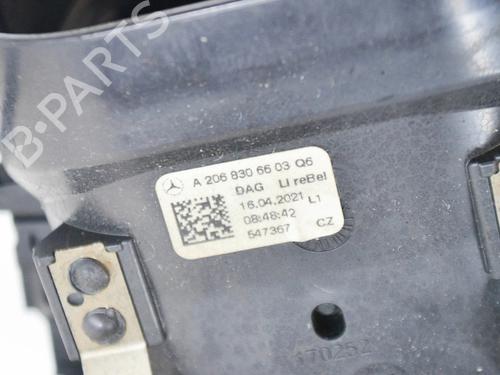 B-Parts
A 206 830 66 03 Q6
DAG LI reBel
16.04.2021 L1
08:48:42
547367 CZ